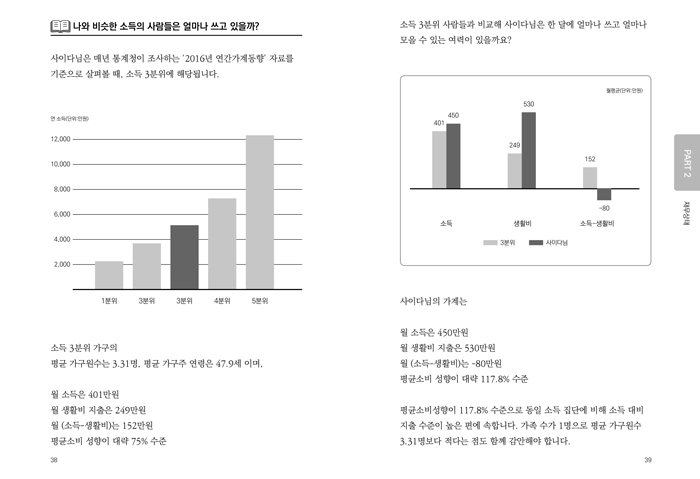 나와 비슷한 소득의 사람들은 얼마나 쓰고 있을까?
사이다님은 매년 통계청이 조사하는 '2016년 연간가계동향' 자료를
기준으로 살펴볼 때, 소득 3분위에 해당됩니다.
연 소득(단위:만원)
12,000
10,000
8,000
6,000
4,000
2,000
1분위 3분위 3분위 4분위 5분위
소득 3분위 가구의
평균 가구원수는 3.31명, 평균 가구주 연령은 47.9세 이며,
월 소득은 401만원
월 생활비 지출은 249만원
월 (소득-생활비)는 152만원
평균소비 성향이 대략 75% 수준
38
소득 3분위 사람들과 비교해 사이다님은 한 달에 얼마나 쓰고 얼마나
모을 수 있는 여력이 있을까요?
월평균(단위:만원)
401 450
249 530
152 -80
소득 생활비 소득-생활비
3분위 사이다님
사이다님의 가계는
월 소득은 450만원
월 생활비 지출은 530만원
월 (소득-생활비)는 -80만원
평균소비 성향이 대략 117.8% 수준
평균소비성향이 117.8% 수준으로 동일 소득 집단에 비해 소득 대비
지출 수준이 높은 편에 속합니다. 가족 수가 1명으로 평균 가구원수
3.31명보다 적다는 점도 함께 감안해야 합니다.
39
PART 2
재무상태